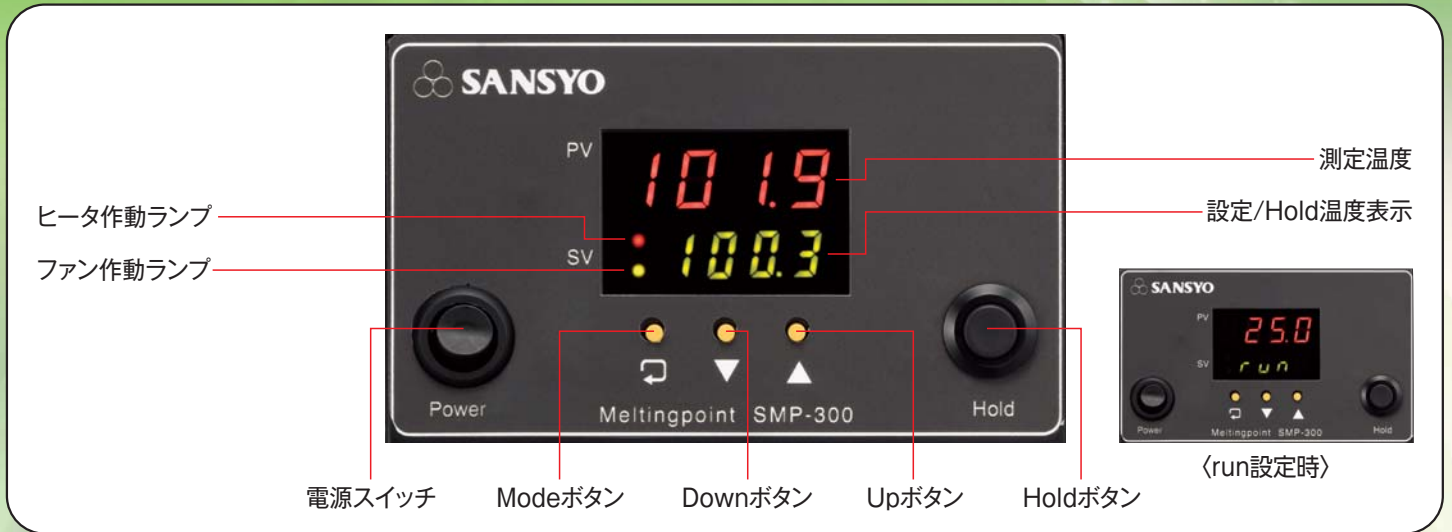 SANSYO
PV
101.9
SV
100.3
Power
Meltingpoint SMP-300
Hold
測定温度
設定/Hold温度表示
ヒータ作動ランプ
ファン作動ランプ
電源スイッチ
Modeボタン
Downボタン
Upボタン
Holdボタン
SANSYO
PV
25.0
SV
run
Power
Meltingpoint SMP-300
Hold
〈run設定時〉